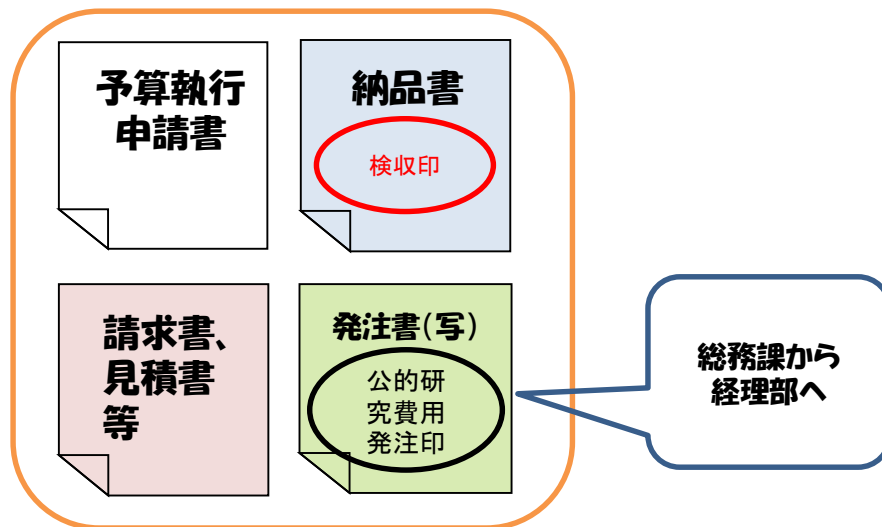 予算執行
申請書
納品書
検収印
請求書、
見積書
等
発注書(写)
公的研
究費用
発注印
総務課から
経理部へ